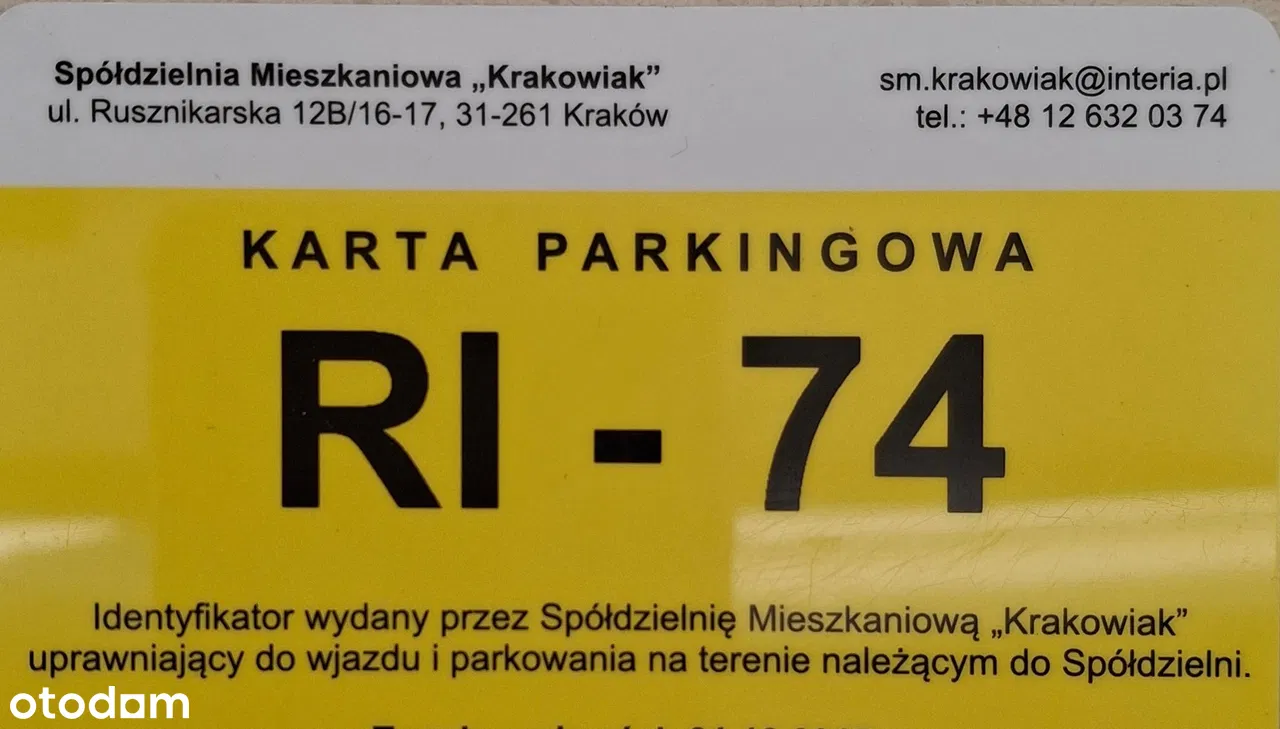 Spółdzielnia Mieszkaniowa „Krakowiak”
ul. Rusznikarska 12B/16-17, 31-261 Kraków
sm.krakowiak@interia.pl
tel.: +48 12 632 03 74
KARTA PARKINGOWA
RI - 74
Identyfikator wydany przez Spółdzielnię Mieszkaniową „Krakowiak”
uprawniający do wjazdu i parkowania na terenie należącym do Spółdzielni.
otodom